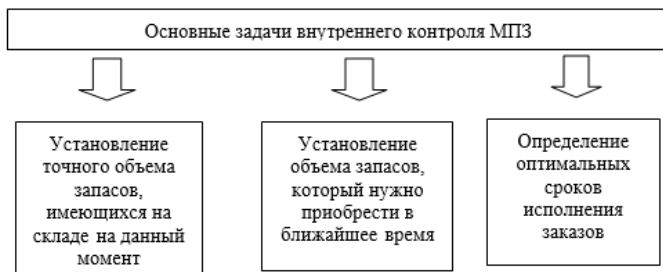 Основные задачи внутреннего контроля МПЗ
Установление
точного объема
запасов,
имеющихся на
складе на данный
момент
Установление
объема запасов,
который нужно
приобрести в
ближайшее время
Определение
оптимальных
сроков
исполнения
заказов